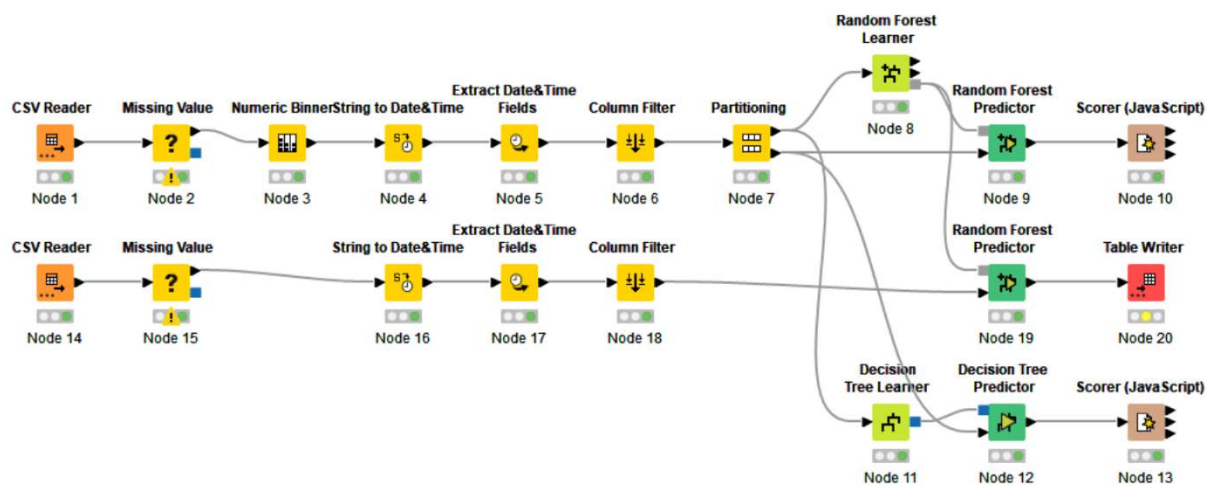 Random Forest
Learner
Node 8
CSV Reader
Node 1
Missing Value
?
Node 2
Numeric Binner
Node 3
String to Date&Time
S
Node 4
Extract Date&Time
Fields
Node 5
Column Filter
Node 6
Partitioning
Node 7
Random Forest
Predictor
Node 9
Scorer (JavaScript)
Node 10
CSV Reader
Node 14
Missing Value
?
Node 15
String to Date&Time
S
Node 16
Extract Date&Time
Fields
Node 17
Column Filter
Node 18
Random Forest
Predictor
Node 19
Table Writer
Node 20
Decision
Tree Learner
Node 11
Decision Tree
Predictor
Node 12
Scorer (JavaScript)
Node 13